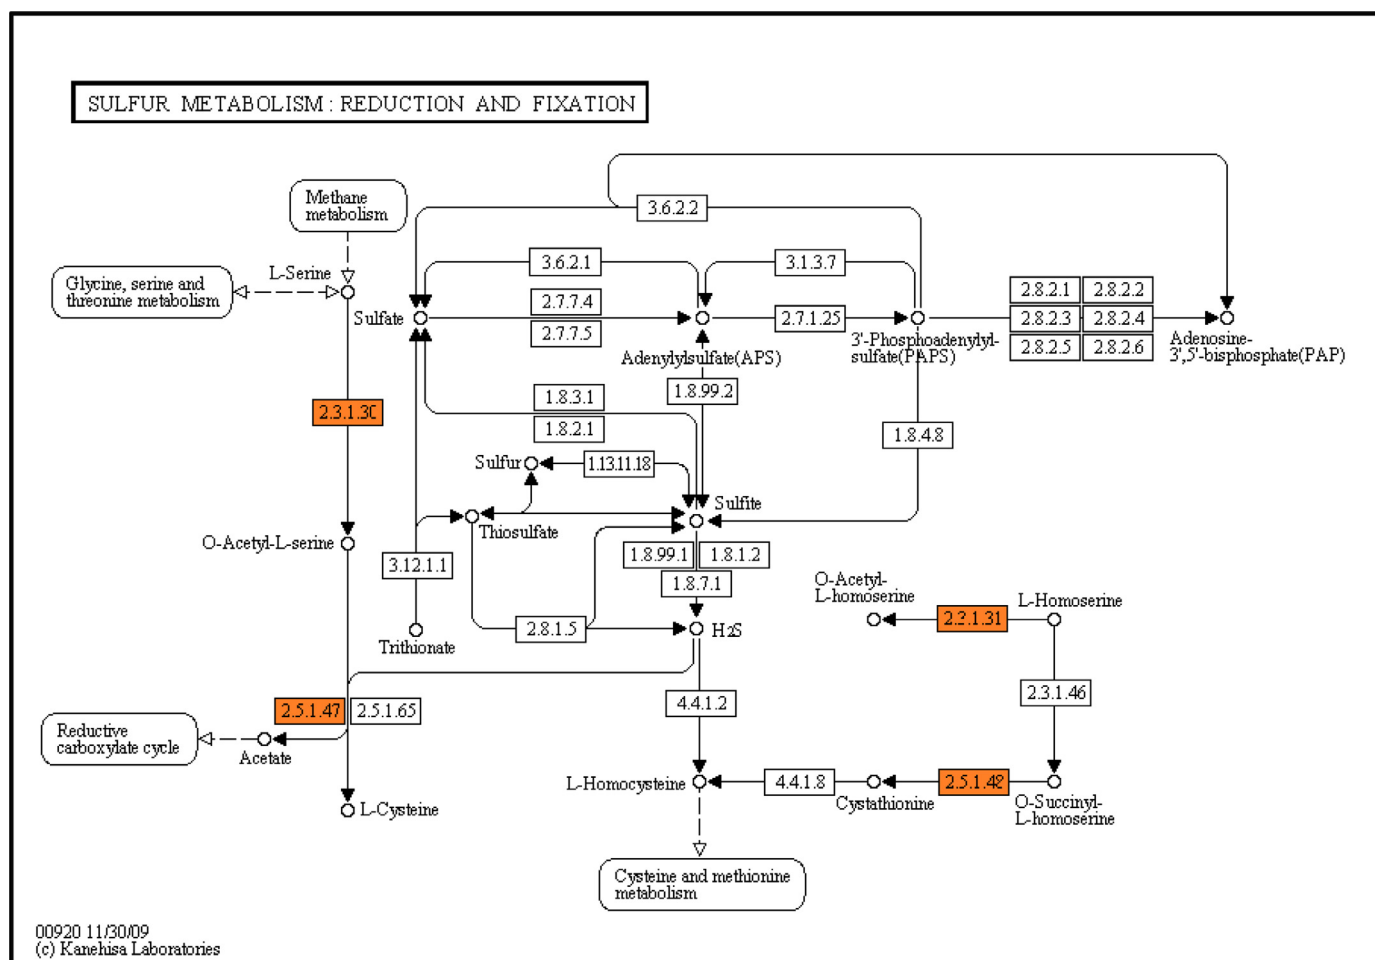 SULFUR METABOLISM : REDUCTION AND FIXATION
Methane
metabolism
3.6.2.2
L-Serine
Glycine, serine and
threonine metabolism
3.6.2.1
3.1.3.7
Sulfate
2.7.7.4
2.7.7.5
2.7.1.25
2.8.2.1
2.8.2.2
2.8.2.3
2.8.2.4
2.8.2.5
2.8.2.6
Adenylylsulfate(APS)
3'-Phosphoadenylyl-
sulfate(PAPS)
Adenosine-
3',5'-bisphosphate(PAP)
1.8.99.2
1.8.3.1
1.8.2.1
2.3.1.30
1.8.4.8
Sulfur
1.13.11.18
Sulfite
Thiosulfate
O-Acetyl-L-serine
3.12.1.1
1.8.99.1
1.8.1.2
1.8.7.1
O-Acetyl-
L-homoserine
L-Homoserine
2.3.1.31
2.8.1.5
H2S
Trithionate
2.3.1.46
2.5.1.47
2.5.1.65
4.4.1.2
Reductive
carboxylate cycle
Acetate
L-Homocysteine
4.4.1.8
Cystathionine
2.5.1.48
O-Succinyl-
L-homoserine
L-Cysteine
Cysteine and methionine
metabolism
00920 11/30/09
(c) Kanehisa Laboratories